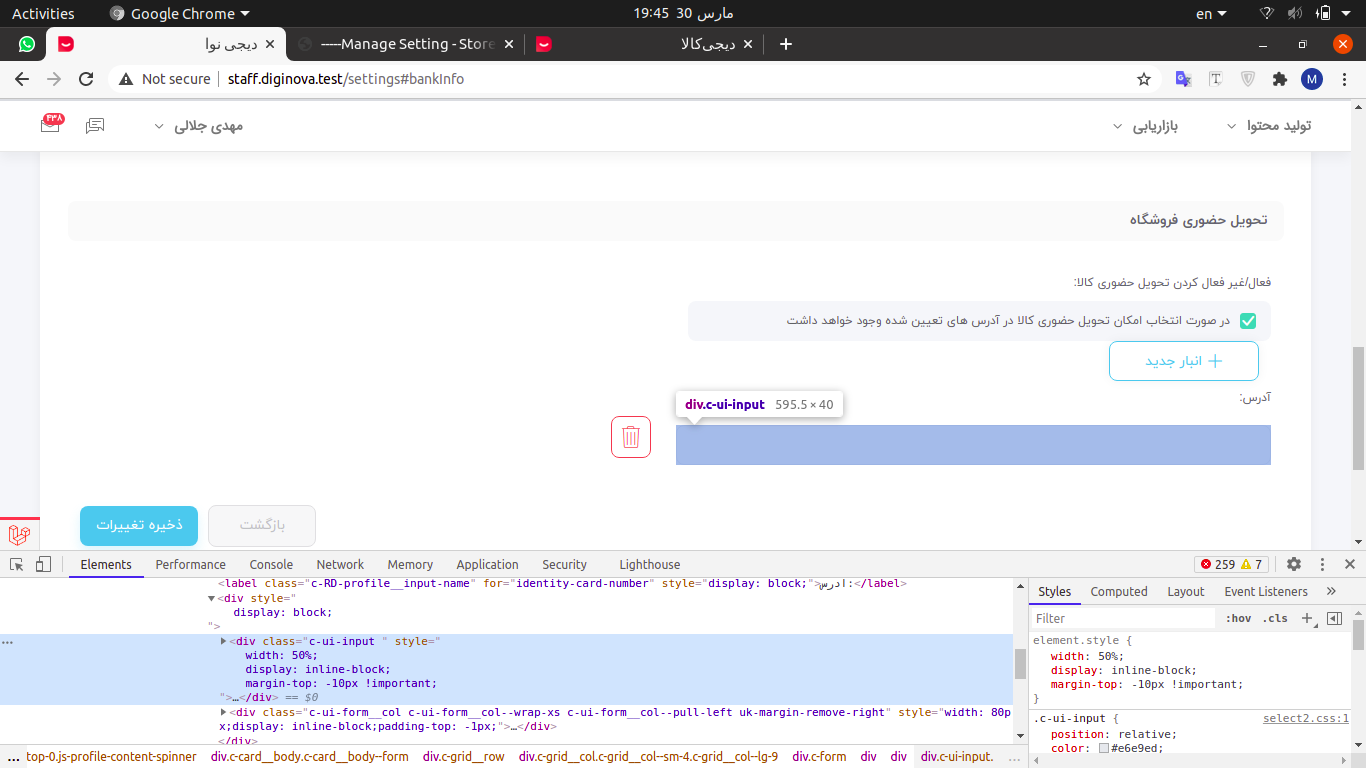 Activities
Google Chrome
19:45 30 مارس
en
دیجی نوا
-----Manage Setting - Store
دیجی‌کالا
Not secure
staff.diginova.test/settings#bankInfo
M
تولید محتوا
بازاریابی
مهدی جلالی
۴۳۸
تحویل حضوری فروشگاه
فعال/غیر فعال کردن تحویل حضوری کالا:
در صورت انتخاب امکان تحویل حضوری کالا در آدرس های تعیین شده وجود خواهد داشت
انبار جدید
آدرس:
div.c-ui-input 595.5 × 40
بازگشت
ذخیره تغییرات
Elements Performance Console Network Memory Application Security Lighthouse
259 7
<label class="c-RD-profile__input-name" for="identity-card-number" style="display: block;">آدرس:</label>
<div style="
display: block;
">
<div class="c-ui-input " style="
width: 50%;
display: inline-block;
margin-top: -10px !important;
">…</div> == $0
<div class="c-ui-form__col c-ui-form__col--wrap-xs c-ui-form__col--pull-left uk-margin-remove-right" style="width: 80p
x;display: inline-block;padding-top: -1px;">…</div>
</div>
... top-0.js-profile-content-spinner div.c-card__body.c-card__body--form div.c-grid__row div.c-grid__col.c-grid__col--sm-4.c-grid__col--lg-9 div.c-form div div div.c-ui-input. ...
Styles Computed Layout Event Listeners »
Filter :hov .cls
element.style {
width: 50%;
display: inline-block;
margin-top: -10px !important;
}
.c-ui-input { select2.css:1
position: relative;
color: #e6e9ed;